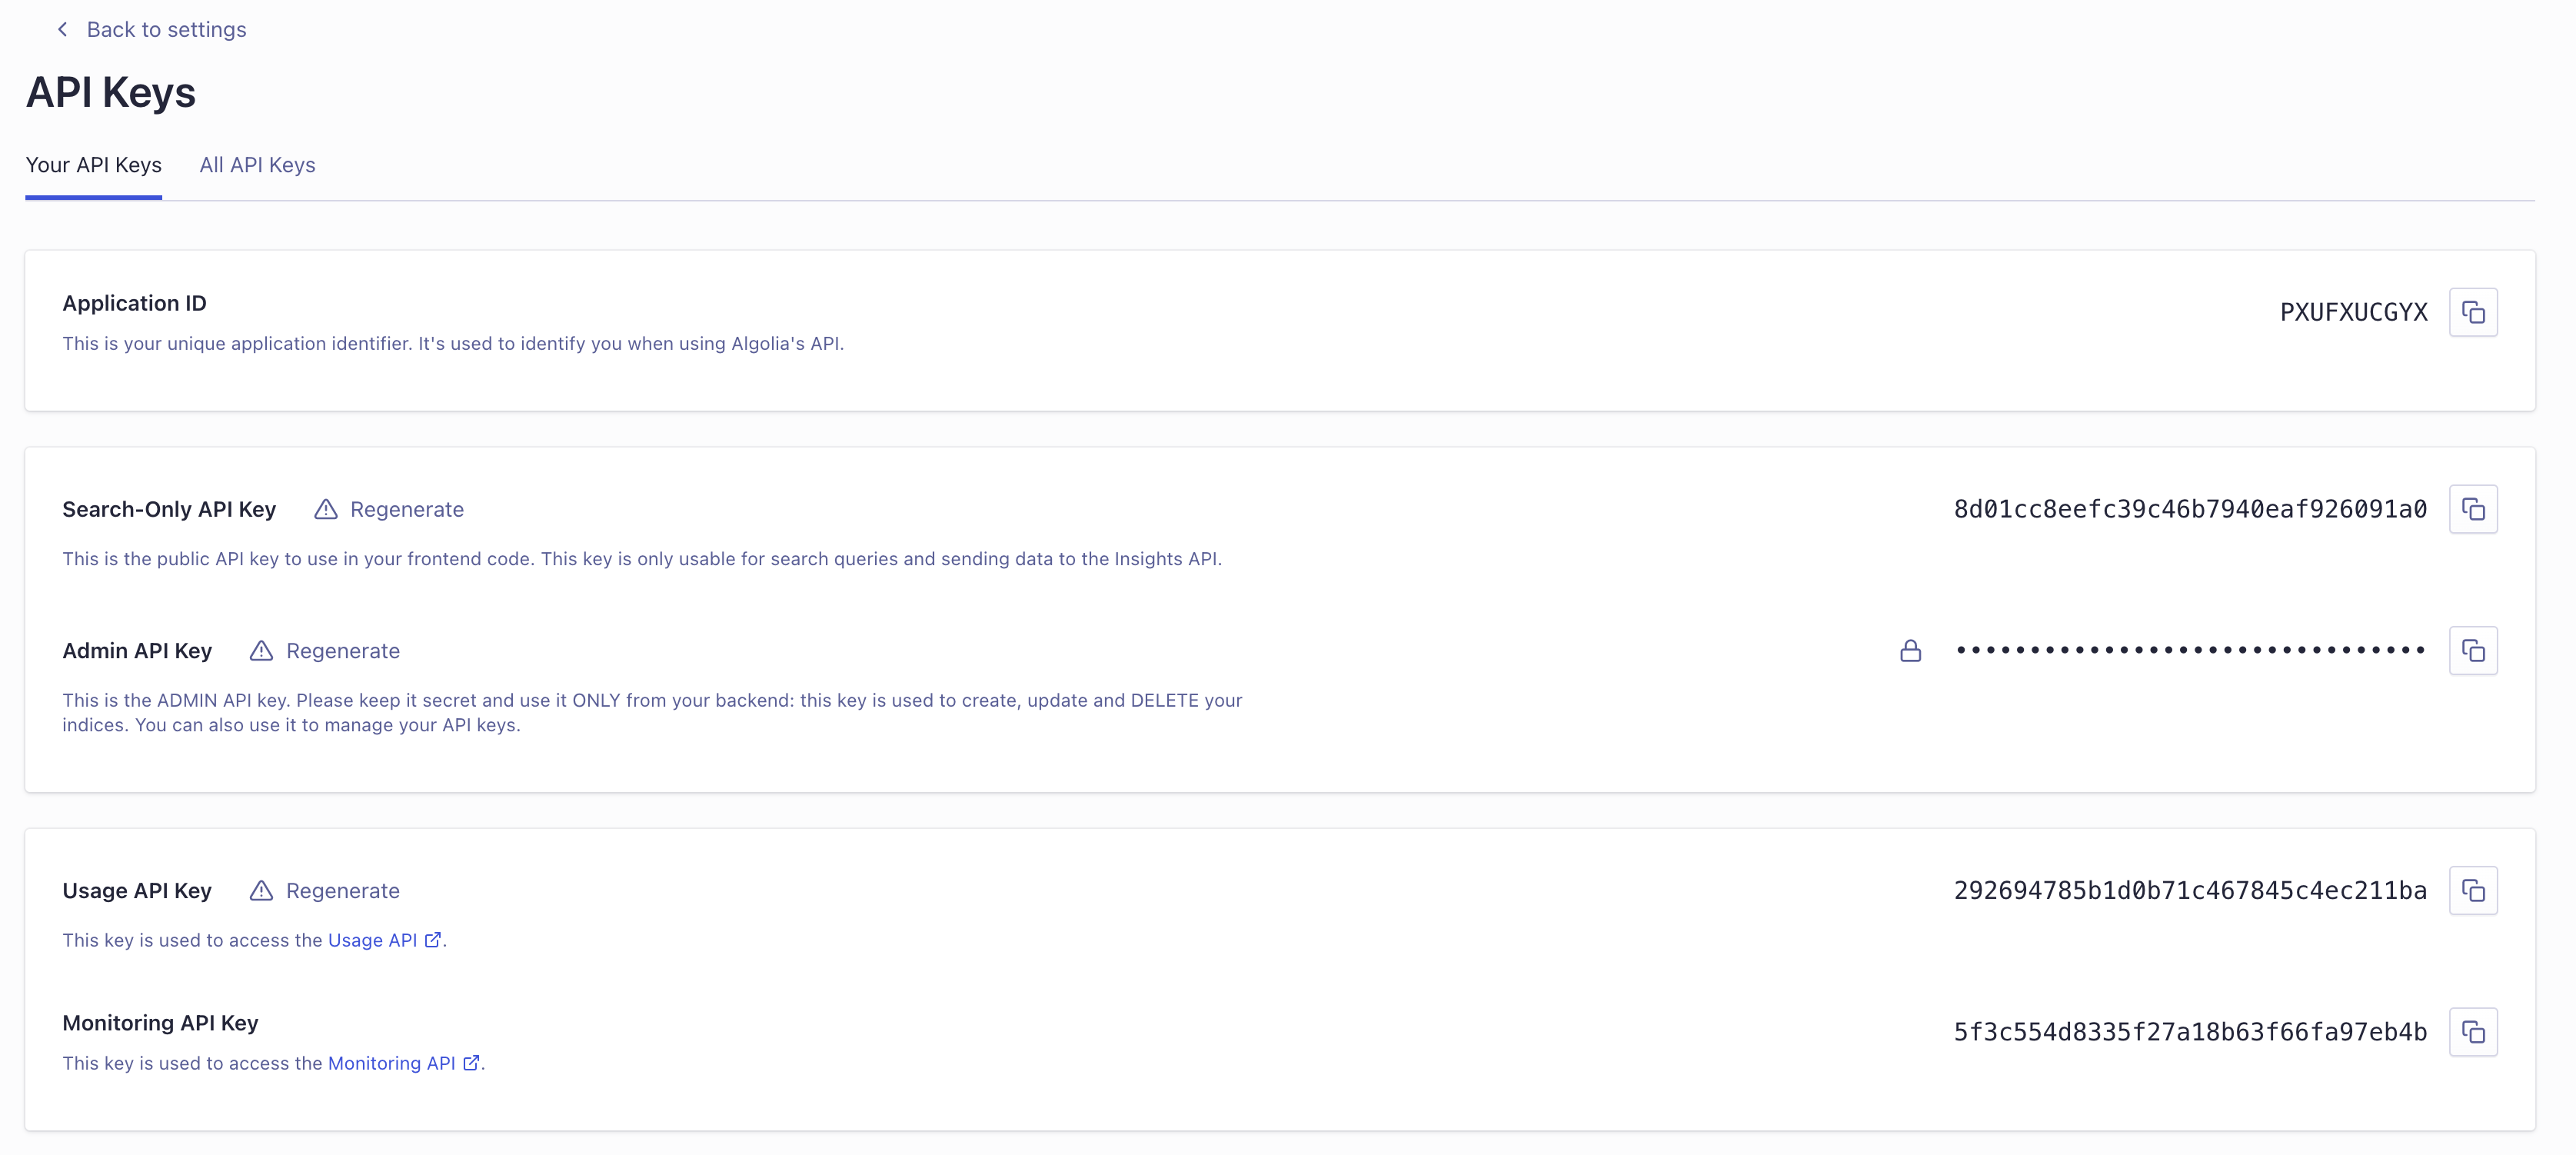 Back to settings
API Keys
Your API Keys
All API Keys
Application ID
PXUFXUCGYX
This is your unique application identifier. It's used to identify you when using Algolia's API.
Search-Only API Key
Regenerate
8d01cc8eefc39c46b7940eaf926091a0
This is the public API key to use in your frontend code. This key is only usable for search queries and sending data to the Insights API.
Admin API Key
Regenerate
••••••••••••••••••••••••••••••••
This is the ADMIN API key. Please keep it secret and use it ONLY from your backend: this key is used to create, update and DELETE your
indices. You can also use it to manage your API keys.
Usage API Key
Regenerate
292694785b1d0b71c467845c4ec211ba
This key is used to access the Usage API.
Monitoring API Key
5f3c554d8335f27a18b63f66fa97eb4b
This key is used to access the Monitoring API.